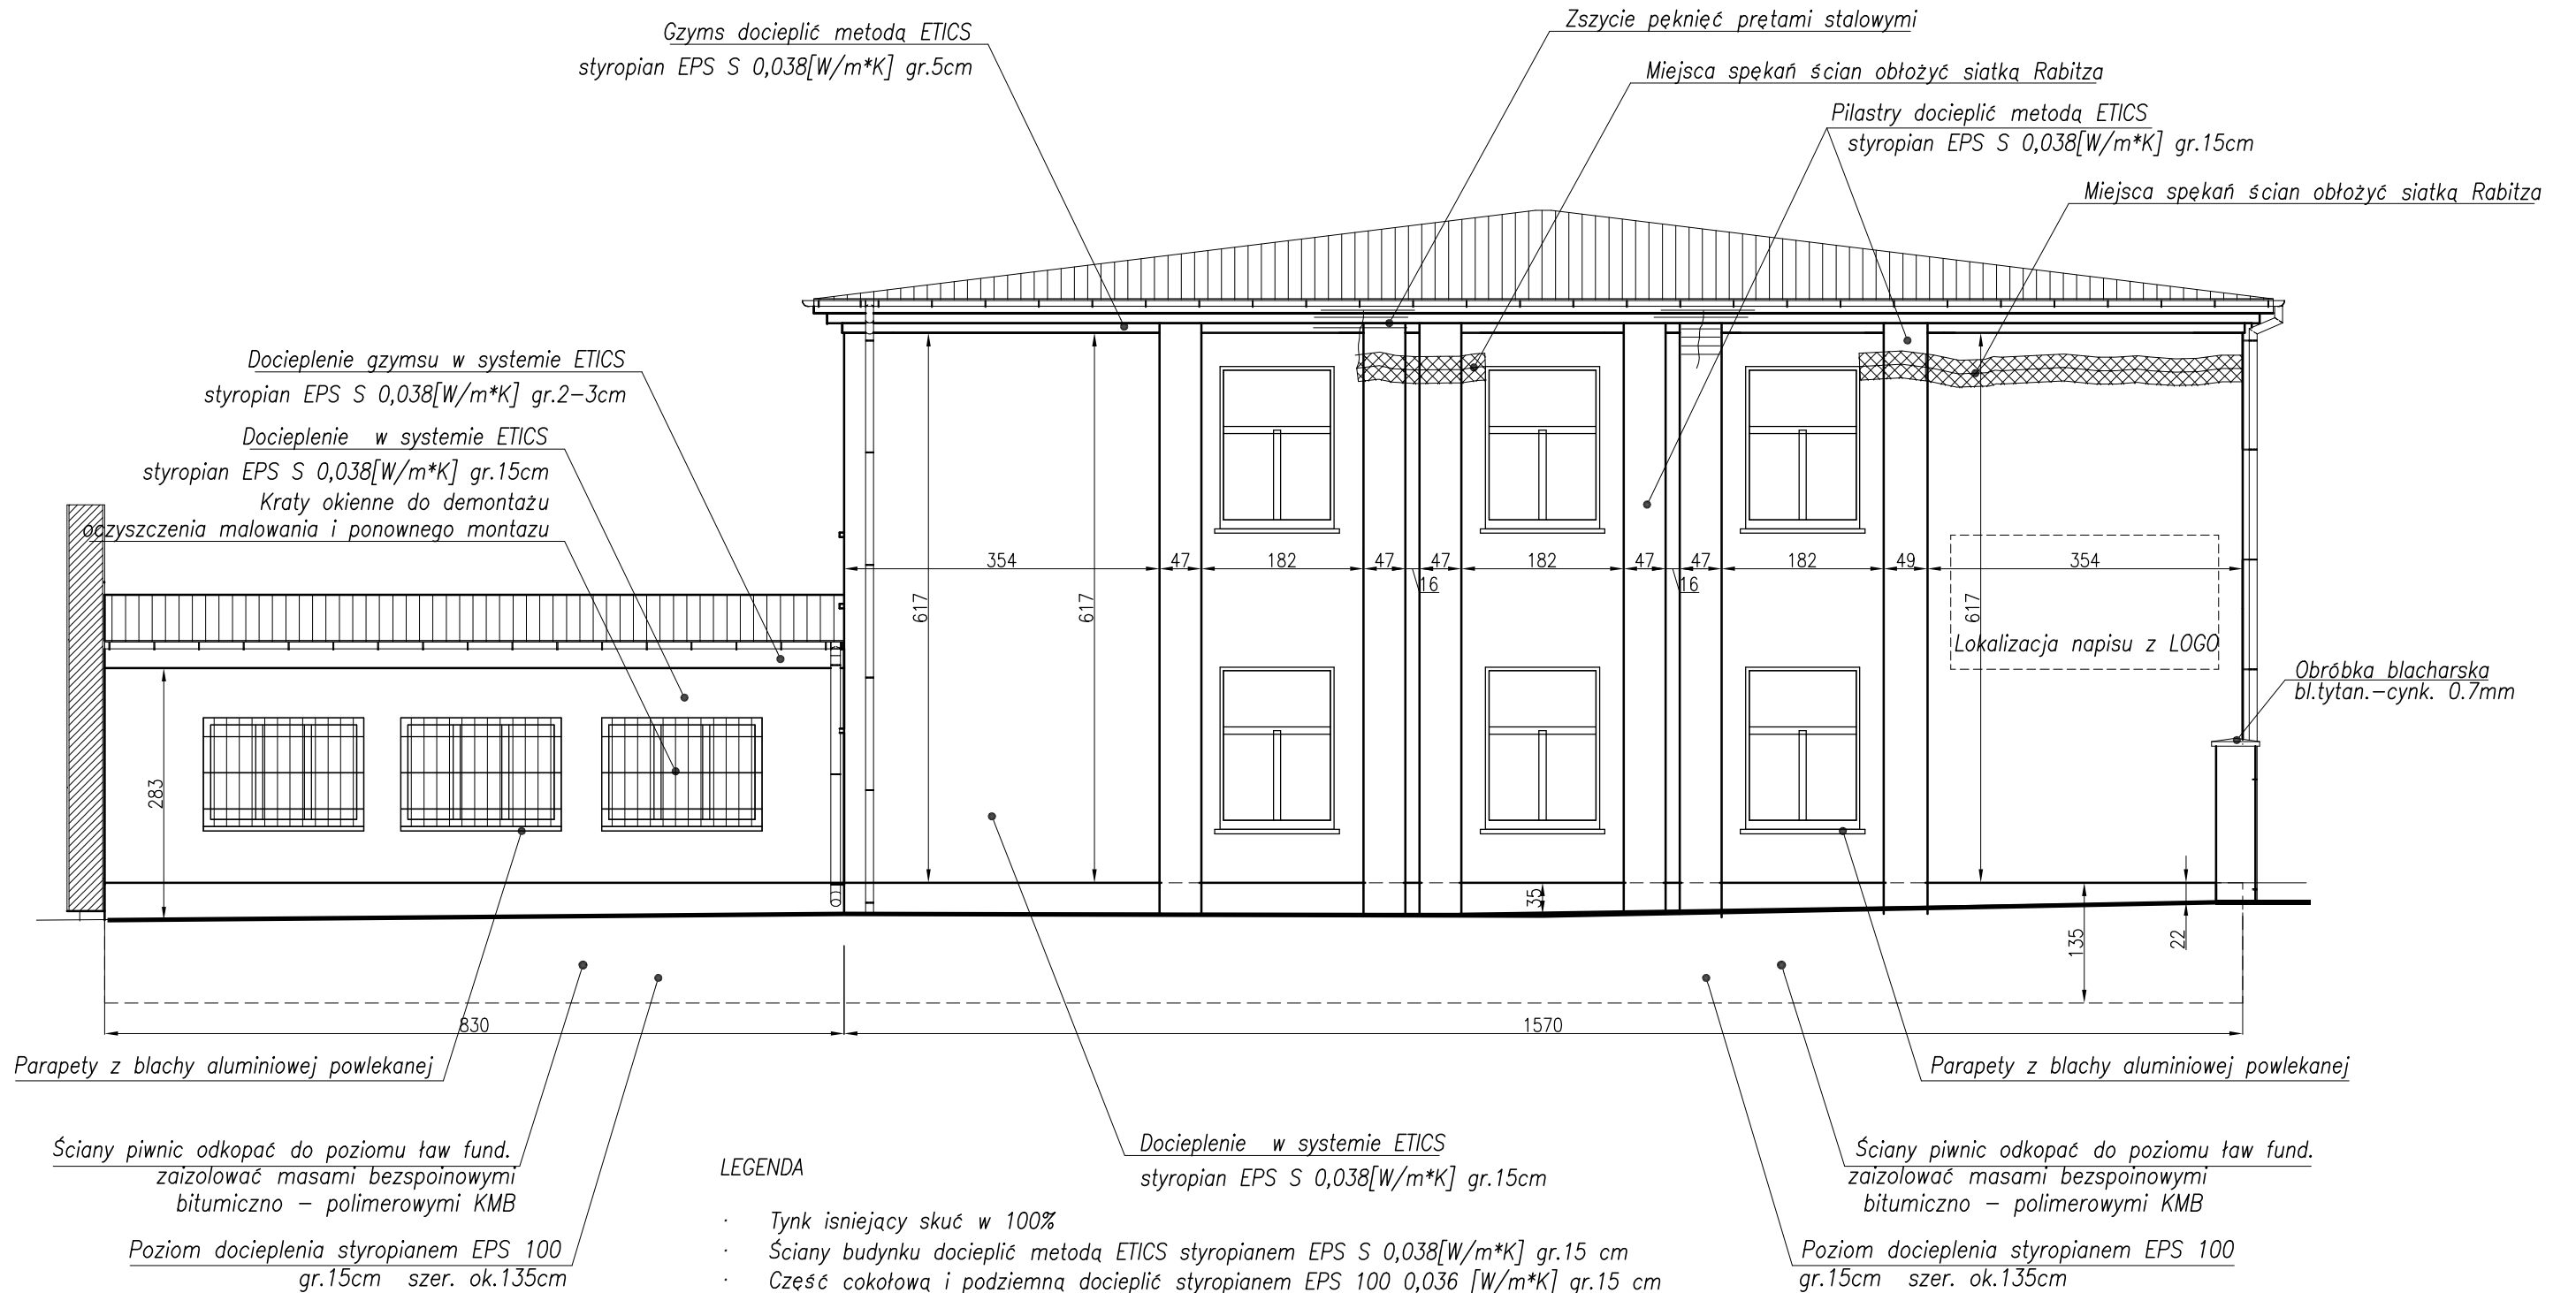 Gzyms docieplić metodą ETICS
styropian EPS S 0,038[W/m*K] gr.5cm
Zszycie pęknięć prętami stalowymi
Miejsca spękań ścian obłożyć siatką Rabitza
Pilastry docieplić metodą ETICS
styropian EPS S 0,038[W/m*K] gr.15cm
Miejsca spękań ścian obłożyć siatką Rabitza
Docieplenie gzymsu w systemie ETICS
styropian EPS S 0,038[W/m*K] gr.2-3cm
Docieplenie w systemie ETICS
styropian EPS S 0,038[W/m*K] gr.15cm
Kraty okienne do demontażu
oczyszczenia malowania i ponownego montazu
354 47 182 47 47 182 47 47 182 49 354
16 16
617 617 617
Lokalizacja napisu z LOGO
Obróbka blacharska
bl.tytan.-cynk. 0.7mm
283
35
135
22
830 1570
Parapety z blachy aluminiowej powlekanej
Parapety z blachy aluminiowej powlekanej
Ściany piwnic odkopać do poziomu ław fund.
zaizolować masami bezspoinowymi
bitumiczno - polimerowymi KMB
Poziom docieplenia styropianem EPS 100
gr.15cm szer. ok.135cm
Docieplenie w systemie ETICS
styropian EPS S 0,038[W/m*K] gr.15cm
LEGENDA
· Tynk isniejący skuć w 100%
· Ściany budynku docieplić metodą ETICS styropianem EPS S 0,038[W/m*K] gr.15 cm
· Część cokołową i podziemną docieplić styropianem EPS 100 0,036 [W/m*K] gr.15 cm
Ściany piwnic odkopać do poziomu ław fund.
zaizolować masami bezspoinowymi
bitumiczno - polimerowymi KMB
Poziom docieplenia styropianem EPS 100
gr.15cm szer. ok.135cm